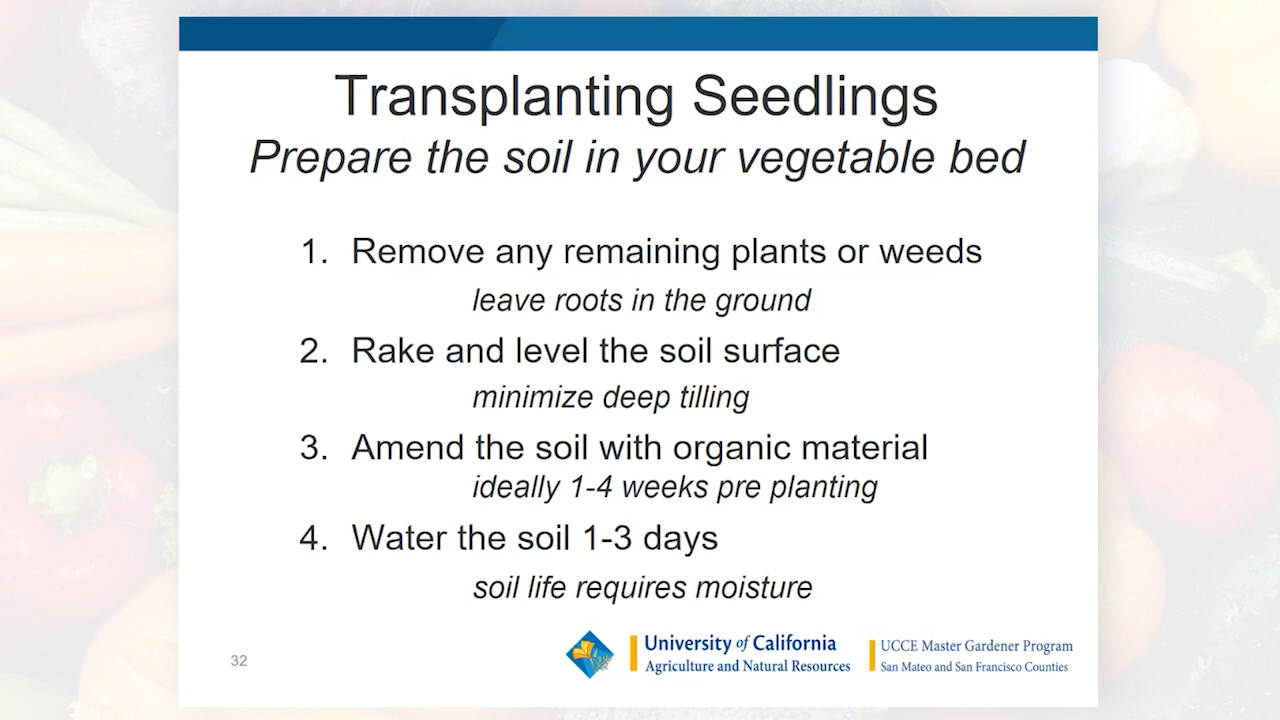 Transplanting Seedlings
Prepare the soil in your vegetable bed
1. Remove any remaining plants or weeds
leave roots in the ground
2. Rake and level the soil surface
minimize deep tilling
3. Amend the soil with organic material
ideally 1-4 weeks pre planting
4. Water the soil 1-3 days
soil life requires moisture
32
University of California
Agriculture and Natural Resources
UCCE Master Gardener Program
San Mateo and San Francisco Counties